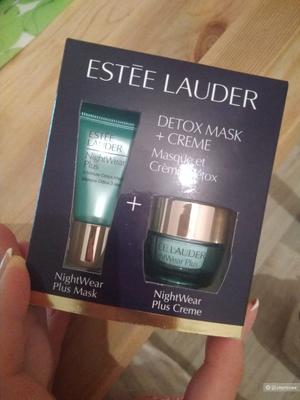 ESTĒE LAUDER
DETOX MASK
+ CREME
Masque et
Crème Détox
ESTĒE
LAUDER
NightWear
Plus
+
ESTĒE LAUDER
NightWear Plus
NightWear
Plus Mask
NightWear
Plus Creme